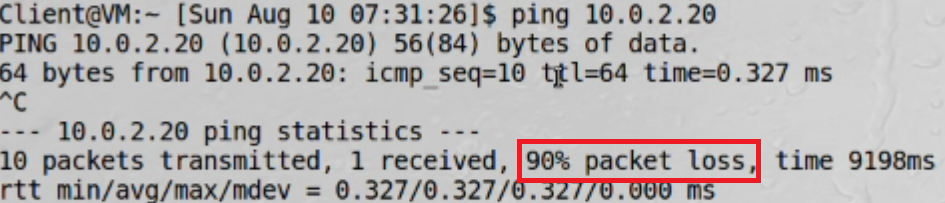 Client@VM:~ [Sun Aug 10 07:31:26]$ ping 10.0.2.20
PING 10.0.2.20 (10.0.2.20) 56(84) bytes of data.
64 bytes from 10.0.2.20: icmp_seq=10 ttl=64 time=0.327 ms
^C
--- 10.0.2.20 ping statistics ---
10 packets transmitted, 1 received, 90% packet loss, time 9198ms
rtt min/avg/max/mdev = 0.327/0.327/0.327/0.000 ms